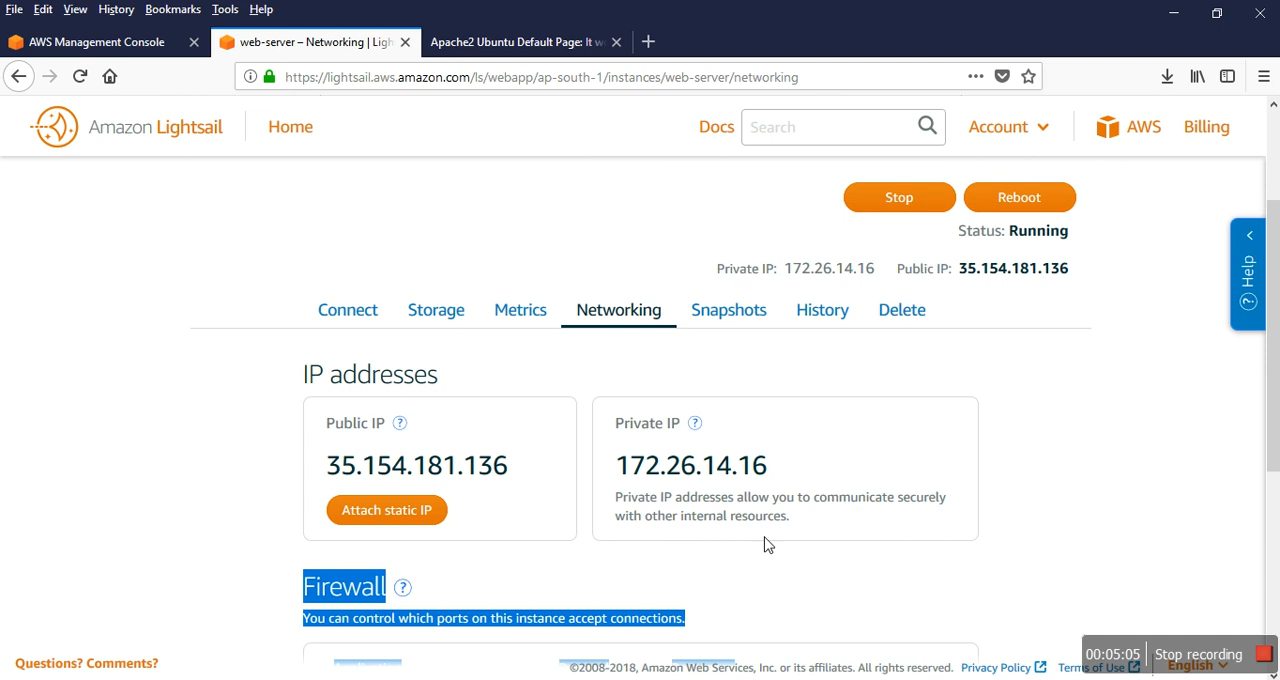 File Edit View History Bookmarks Tools Help
AWS Management Console
web-server – Networking | Ligh
Apache2 Ubuntu Default Page: It w
https://lightsail.aws.amazon.com/ls/webapp/ap-south-1/instances/web-server/networking
Amazon Lightsail
Home
Docs
Search
Account
AWS
Billing
Stop
Reboot
Status: Running
Private IP: 172.26.14.16 Public IP: 35.154.181.136
Help
Connect Storage Metrics Networking Snapshots History Delete
IP addresses
Public IP ?
35.154.181.136
Attach static IP
Private IP ?
172.26.14.16
Private IP addresses allow you to communicate securely
with other internal resources.
Firewall ?
You can control which ports on this instance accept connections.
Questions? Comments?
©2008-2018, Amazon Web Services, Inc. or its affiliates. All rights reserved. Privacy Policy Terms of Use English
00:05:05 Stop recording